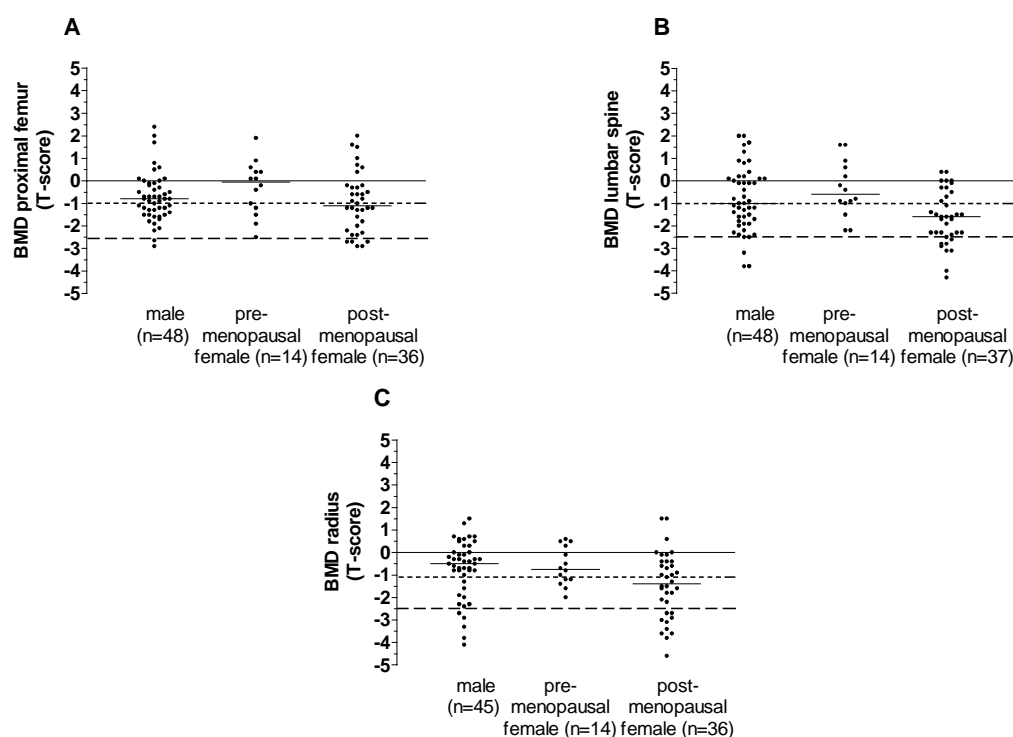 A
BMD proximal femur
(T-score)
5
4
3
2
1
0
-1
-2
-3
-4
-5
male
(n=48)
pre-
menopausal
female (n=14)
post-
menopausal
female (n=36)
B
BMD lumbar spine
(T-score)
5
4
3
2
1
0
-1
-2
-3
-4
-5
male
(n=48)
pre-
menopausal
female (n=14)
post-
menopausal
female (n=37)
C
BMD radius
(T-score)
5
4
3
2
1
0
-1
-2
-3
-4
-5
male
(n=45)
pre-
menopausal
female (n=14)
post-
menopausal
female (n=36)